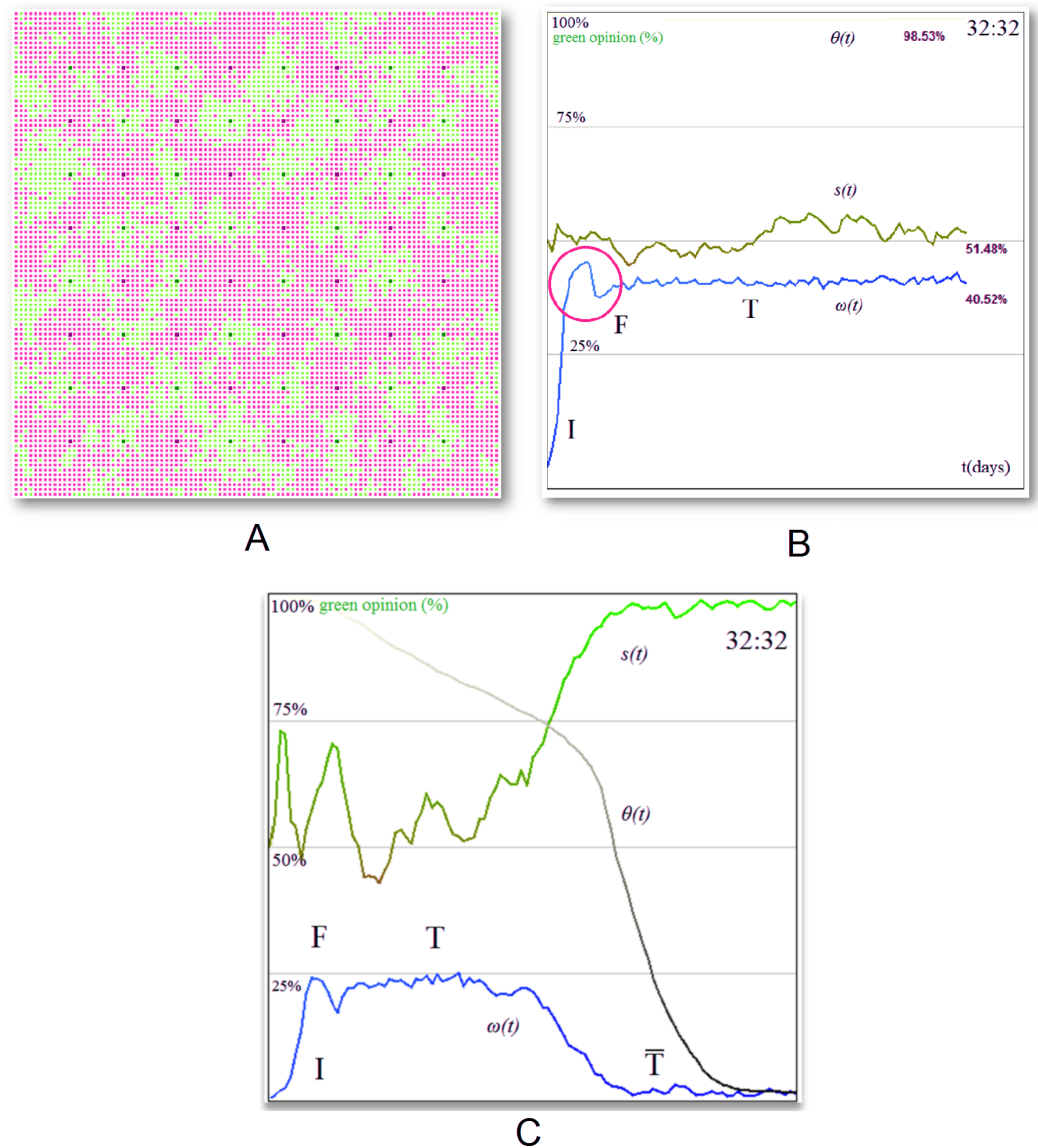 100%
green opinion (%)
θ(t)
98.53%
32:32
75%
s(t)
51.48%
40.52%
ω(t)
T
F
25%
I
t(days)
A
B
100% green opinion (%)
32:32
s(t)
75%
θ(t)
50%
F
T
25%
ω(t)
T̅
I
C